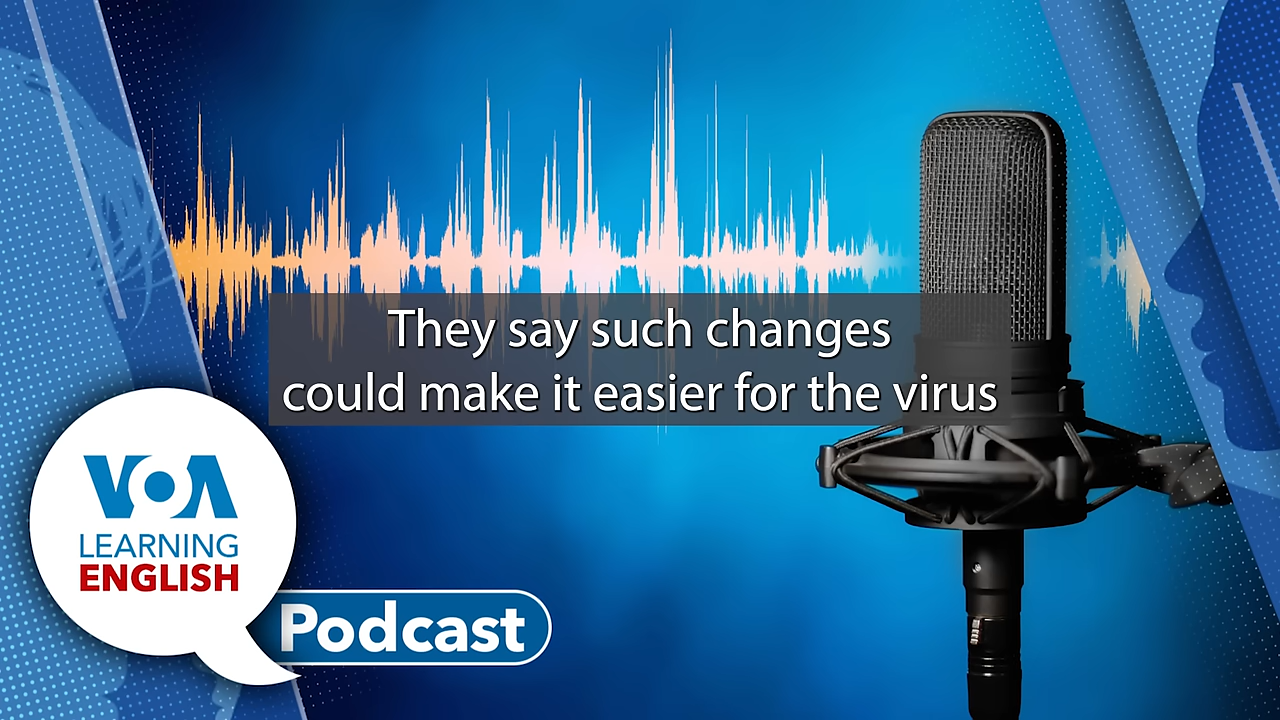 They say such changes
could make it easier for the virus
VOA
LEARNING
ENGLISH
Podcast